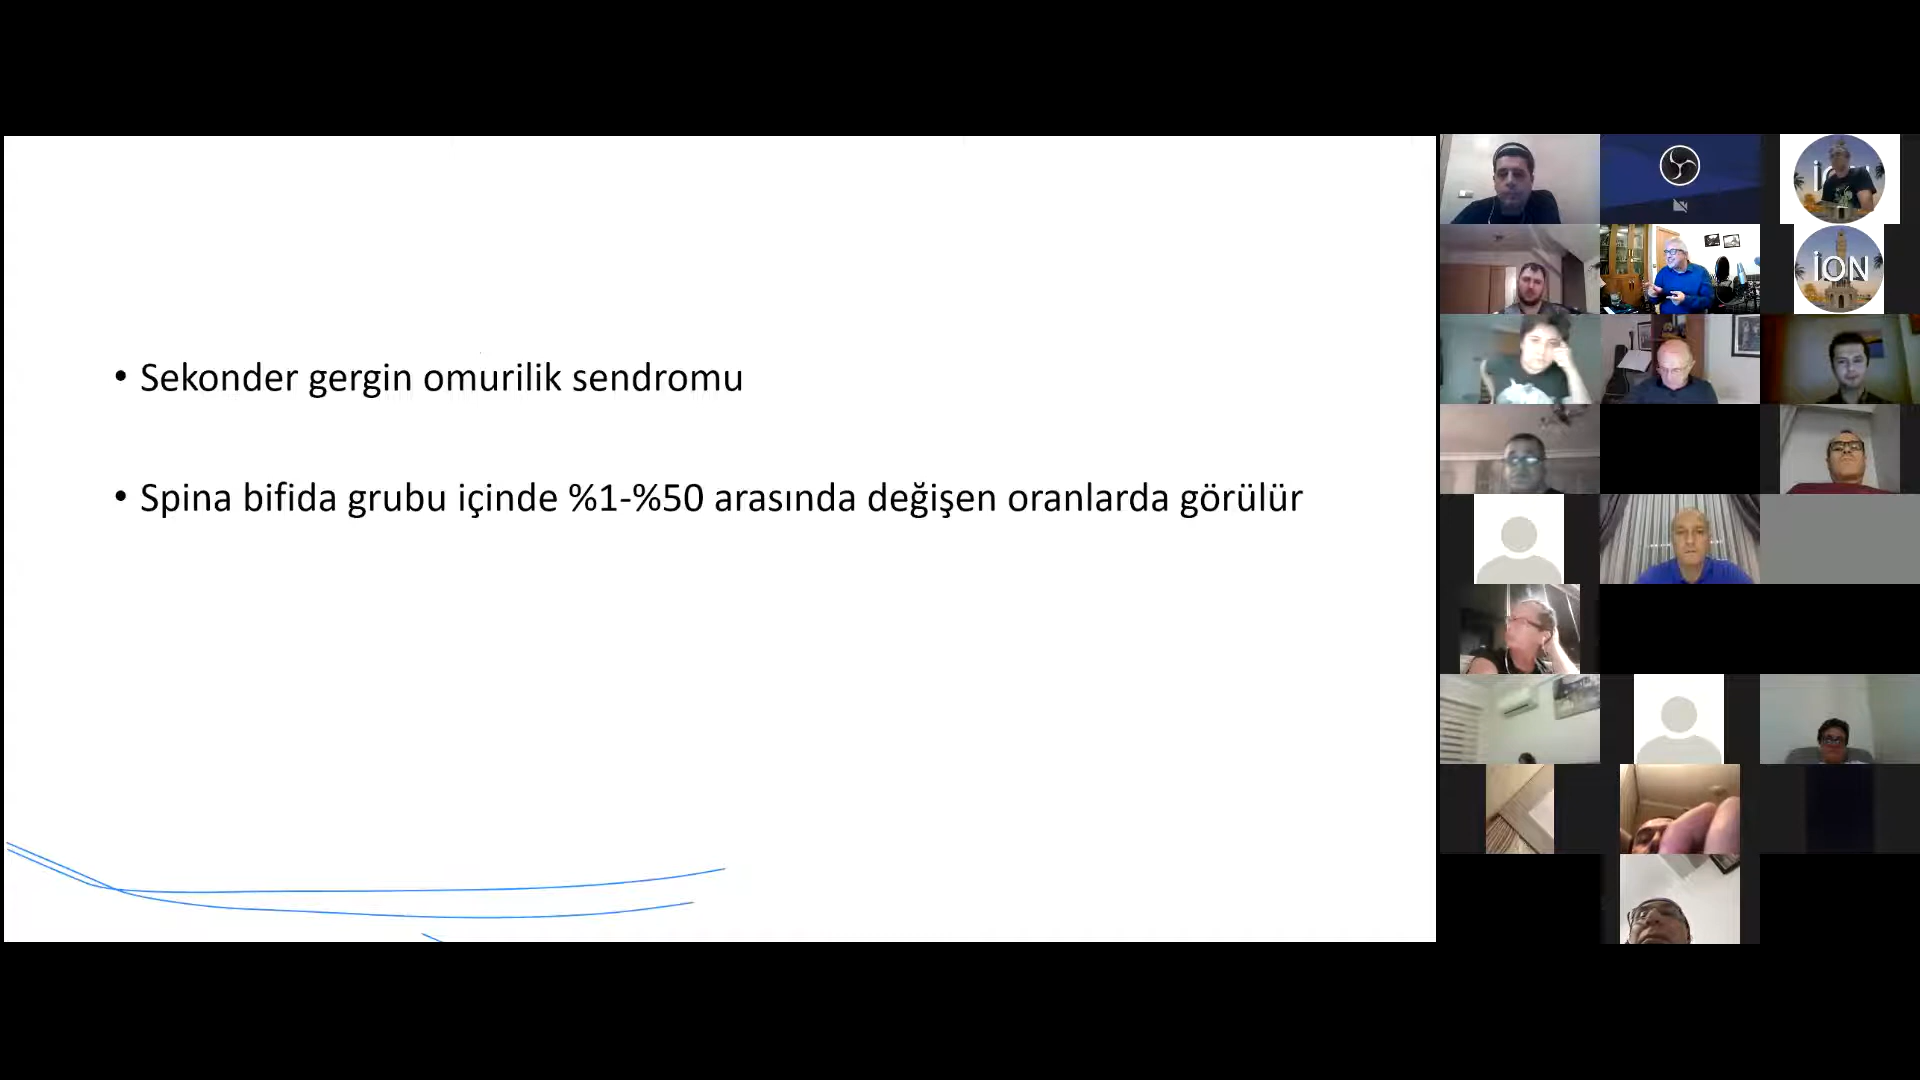 • Sekonder gergin omurilik sendromu
• Spina bifida grubu içinde %1-%50 arasında değişen oranlarda görülür
İON